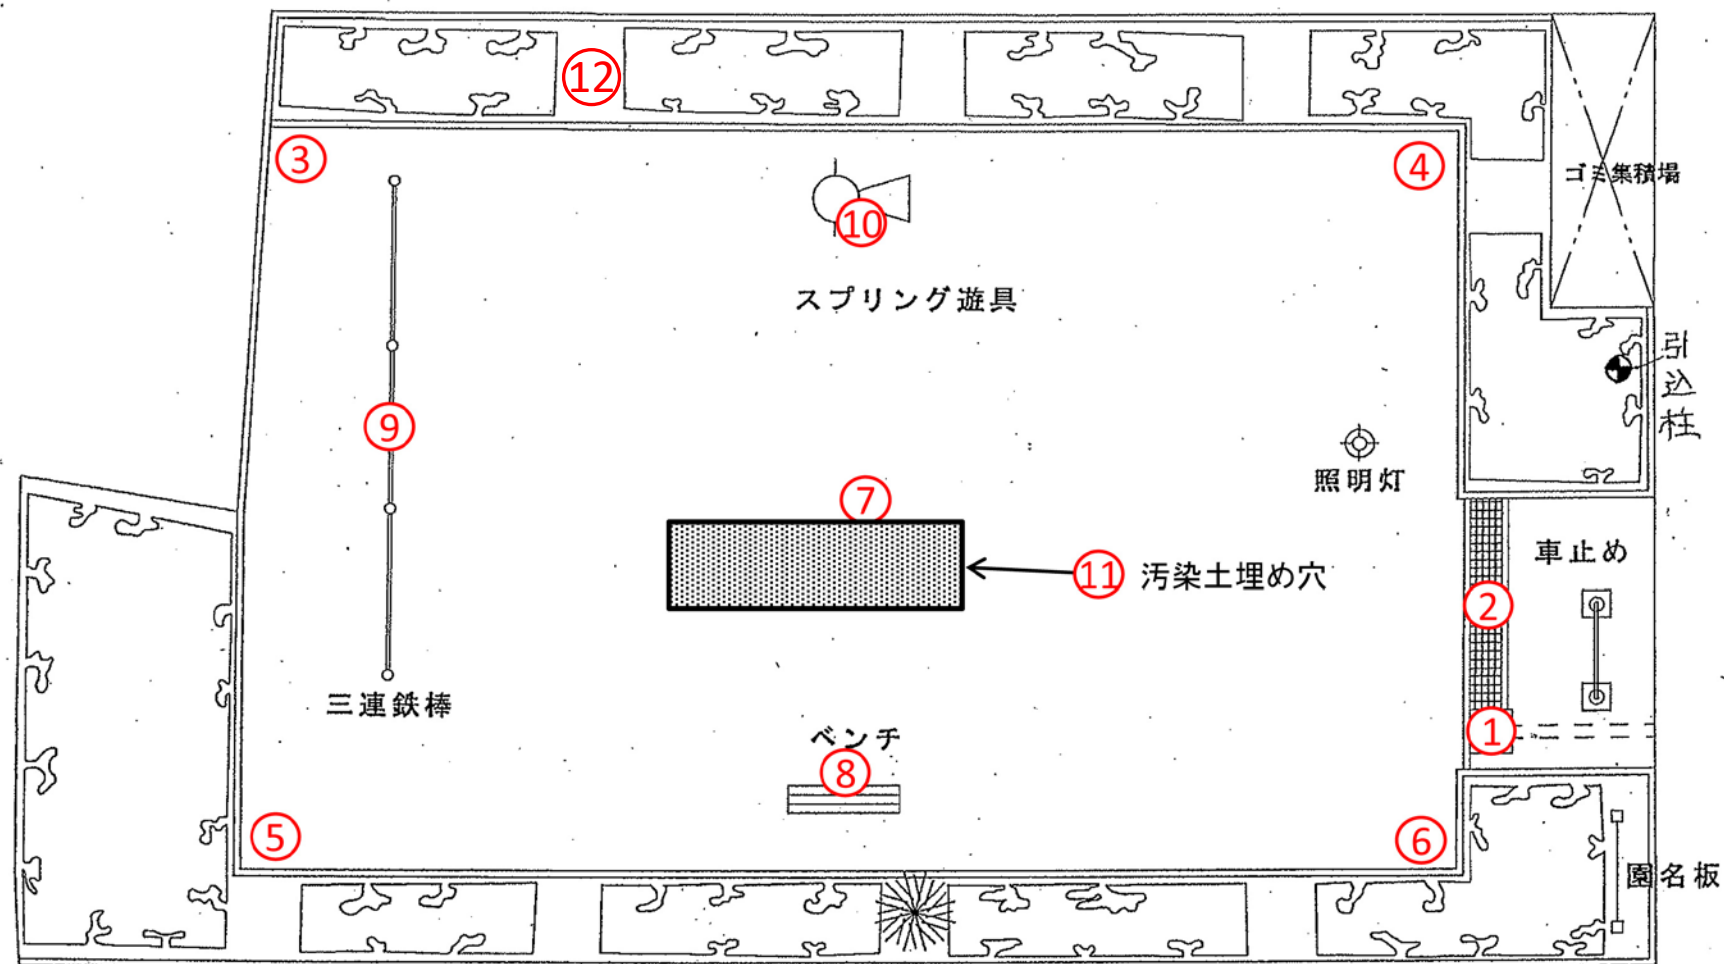 ⑫
③
④
ゴミ集積場
⑩
スプリング遊具
引込柱
⑨
照明灯
⑦
車止め
⑪ 汚染土埋め穴
②
三連鉄棒
①
ベンチ
⑧
⑤
⑥
園名板